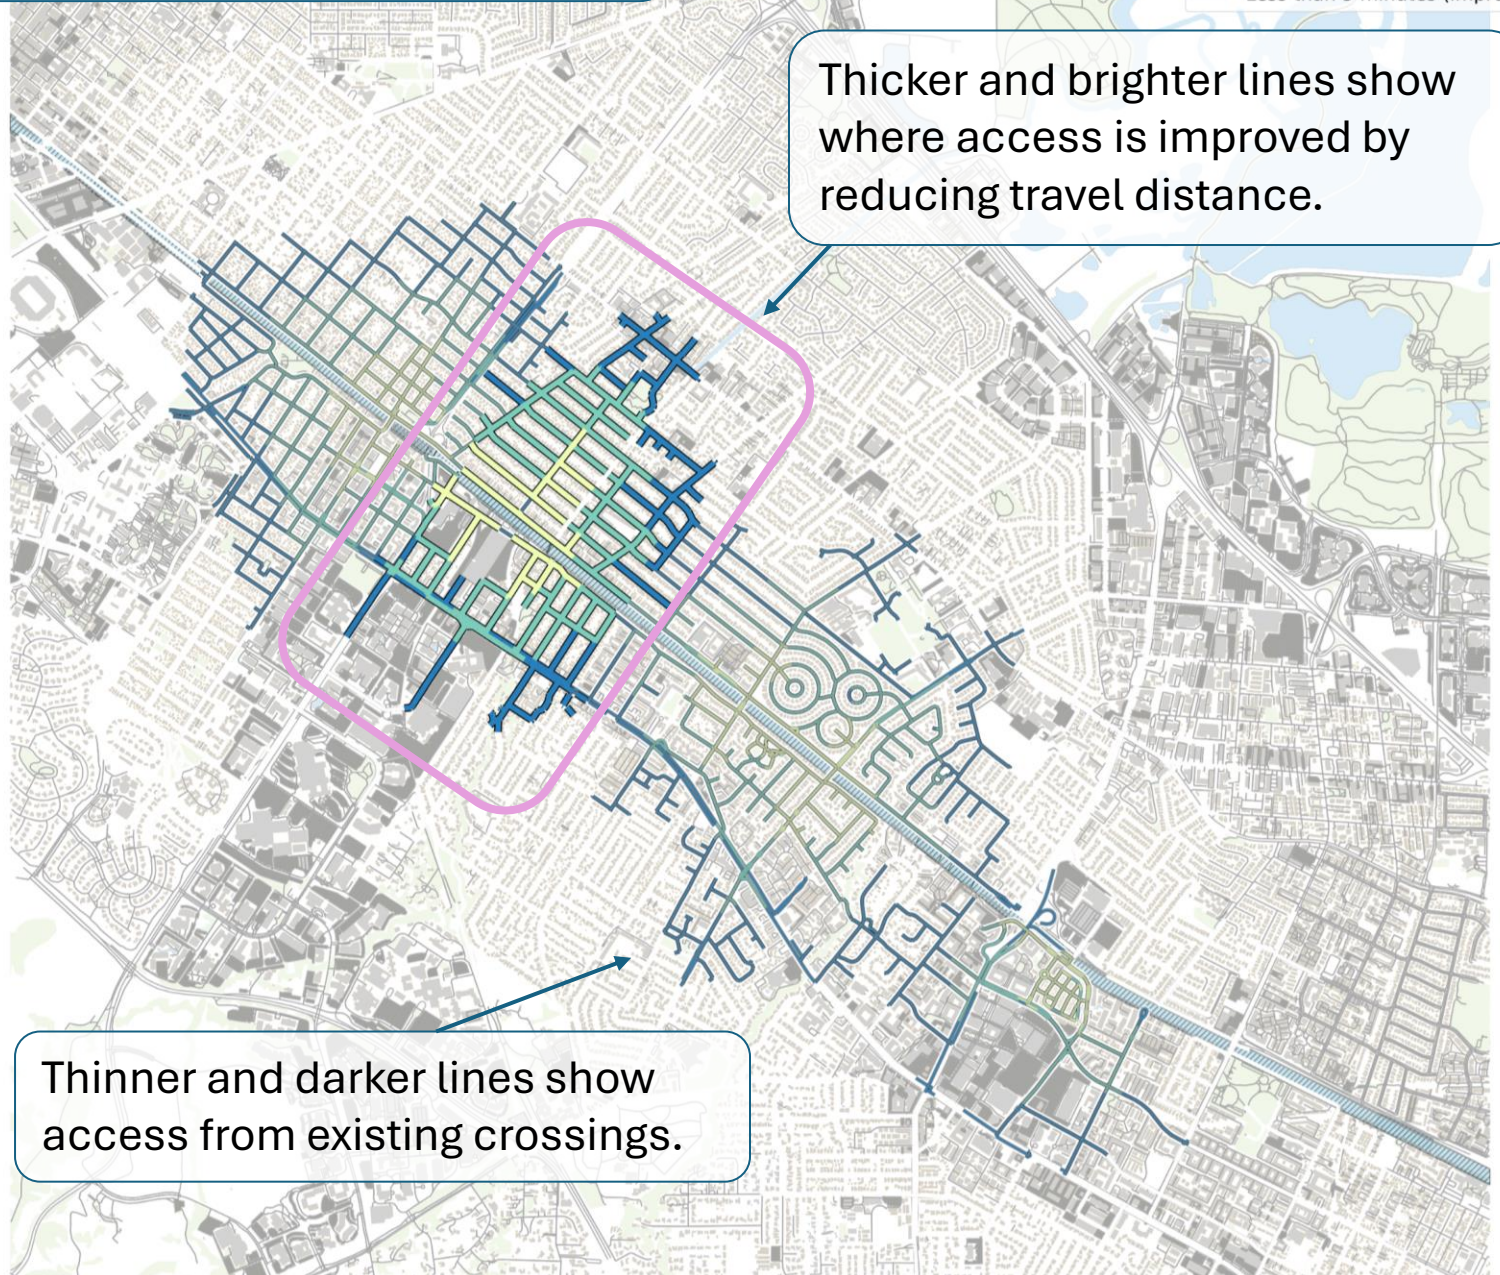 Thicker and brighter lines show
where access is improved by
reducing travel distance.
Thinner and darker lines show
access from existing crossings.